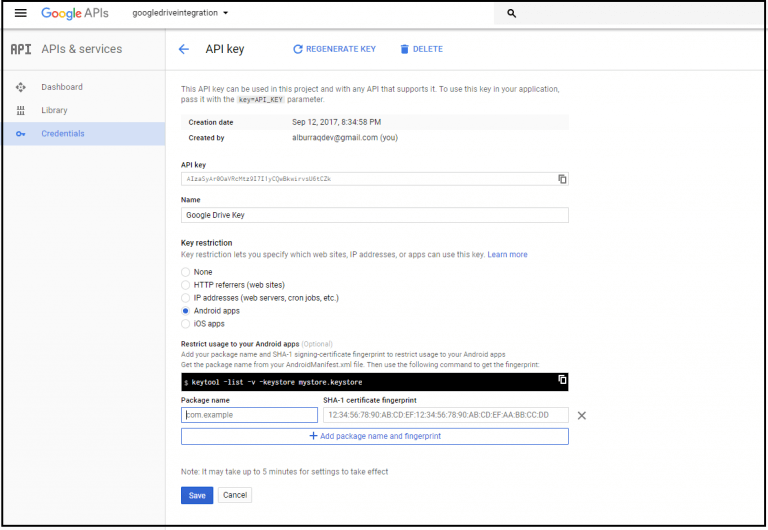 Google APIs
googledriveintegration
API APIs & services
API key
REGENERATE KEY
DELETE
Dashboard
Library
Credentials
This API key can be used in this project and with any API that supports it. To use this key in your application,
pass it with the key=API_KEY parameter.
Creation date Sep 12, 2017, 8:34:58 PM
Created by alburraqdev@gmail.com (you)
API key
Name
Google Drive Key
Key restriction
Key restriction lets you specify which web sites, IP addresses, or apps can use this key. Learn more
None
HTTP referrers (web sites)
IP addresses (web servers, cron jobs, etc.)
Android apps
iOS apps
Restrict usage to your Android apps (Optional)
Add your package name and SHA-1 signing-certificate fingerprint to restrict usage to your Android apps
Get the package name from your AndroidManifest.xml file. Then use the following command to get the fingerprint:
$ keytool -list -v -keystore mystore.keystore
Package name SHA-1 certificate fingerprint
com.example 12:34:56:78:90:AB:CD:EF:12:34:56:78:90:AB:CD:EF:AA:BB:CC:DD
+ Add package name and fingerprint
Note: It may take up to 5 minutes for settings to take effect
Save Cancel